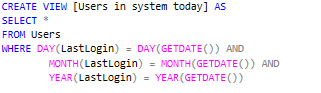 CREATE VIEW [Users in system today] AS
SELECT *
FROM Users
WHERE DAY(LastLogin) = DAY(GETDATE()) AND
MONTH(LastLogin) = MONTH(GETDATE()) AND
YEAR(LastLogin) = YEAR(GETDATE())